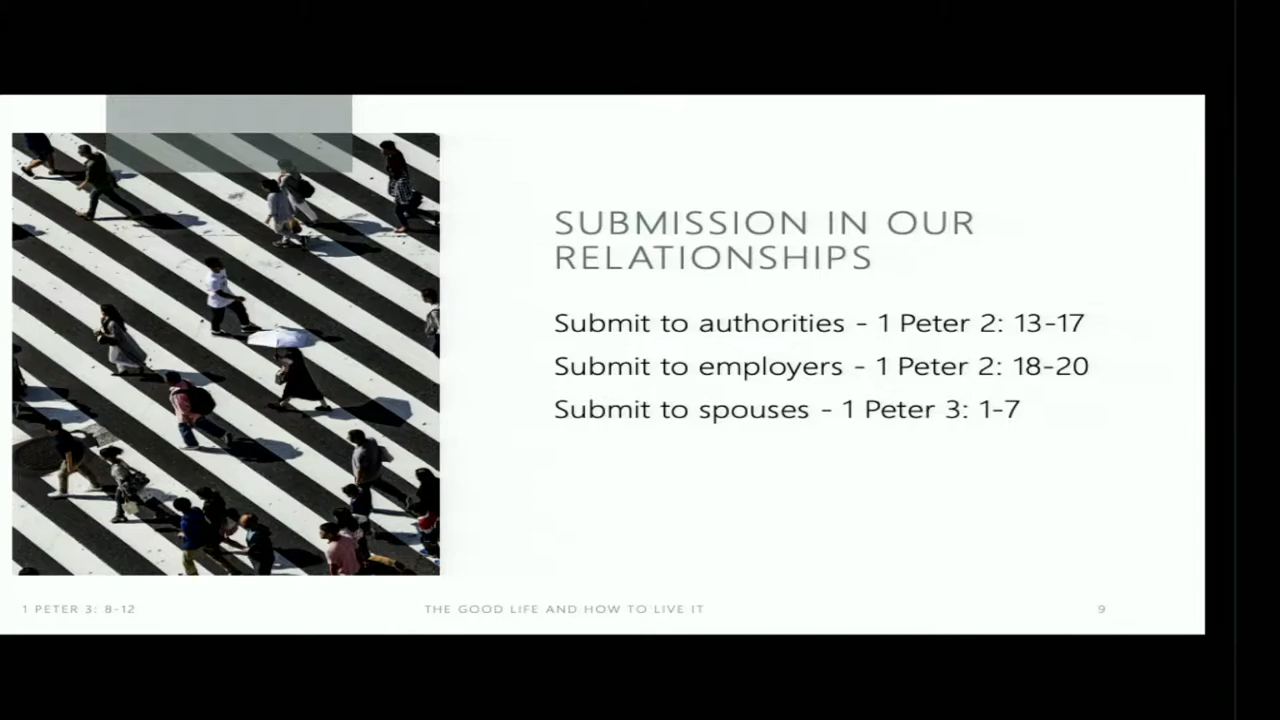 SUBMISSION IN OUR
RELATIONSHIPS
Submit to authorities - 1 Peter 2: 13-17
Submit to employers - 1 Peter 2: 18-20
Submit to spouses - 1 Peter 3: 1-7
1 PETER 3: 8-12
THE GOOD LIFE AND HOW TO LIVE IT
9